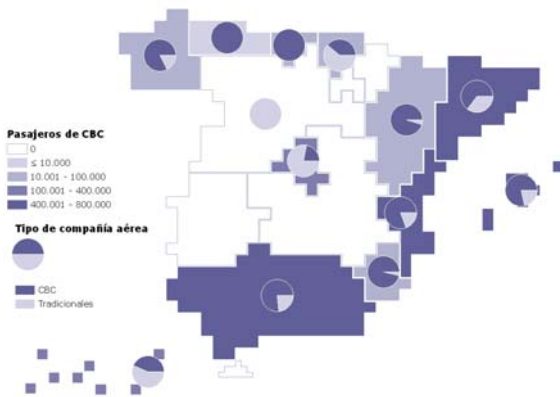 Pasajeros de CBC
0
≤ 10.000
10.001 - 100.000
100.001 - 400.000
400.001 - 800.000
Tipo de compañía aérea
CBC
Tradicionales